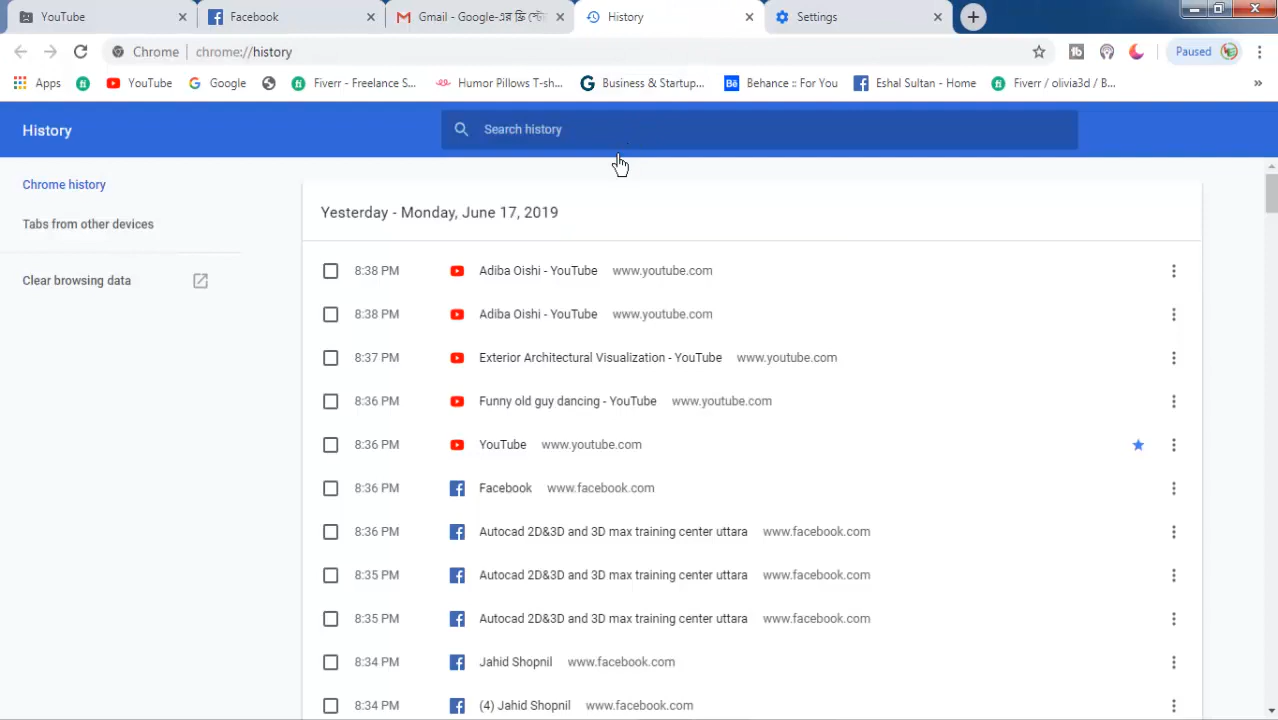 YouTube
Facebook
Gmail - Google-এর
History
Settings
Chrome chrome://history
Paused
Apps
YouTube
Google
Fiverr - Freelance S...
Humor Pillows T-sh...
Business & Startup...
Behance :: For You
Eshal Sultan - Home
Fiverr / olivia3d / B...
»
History
Search history
Chrome history
Tabs from other devices
Clear browsing data
Yesterday - Monday, June 17, 2019
8:38 PM Adiba Oishi - YouTube www.youtube.com
8:38 PM Adiba Oishi - YouTube www.youtube.com
8:37 PM Exterior Architectural Visualization - YouTube www.youtube.com
8:36 PM Funny old guy dancing - YouTube www.youtube.com
8:36 PM YouTube www.youtube.com
8:36 PM Facebook www.facebook.com
8:36 PM Autocad 2D&3D and 3D max training center uttara www.facebook.com
8:35 PM Autocad 2D&3D and 3D max training center uttara www.facebook.com
8:35 PM Autocad 2D&3D and 3D max training center uttara www.facebook.com
8:34 PM Jahid Shopnil www.facebook.com
8:34 PM (4) Jahid Shopnil www.facebook.com